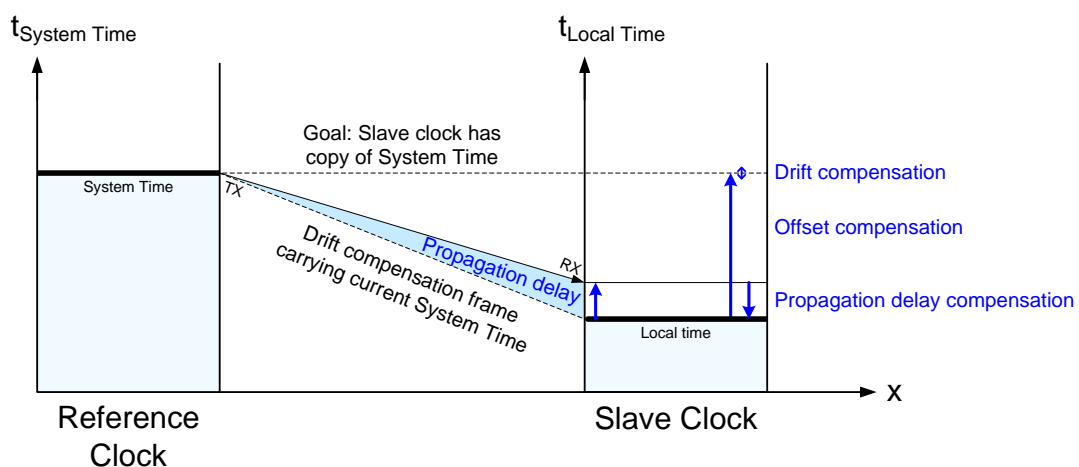 tSystem Time
tLocal Time
Goal: Slave clock has
copy of System Time
System Time
TX
Drift compensation
Offset compensation
Propagation delay
RX
Drift compensation frame
carrying current System Time
Propagation delay compensation
Local time
x
Reference
Clock
Slave Clock